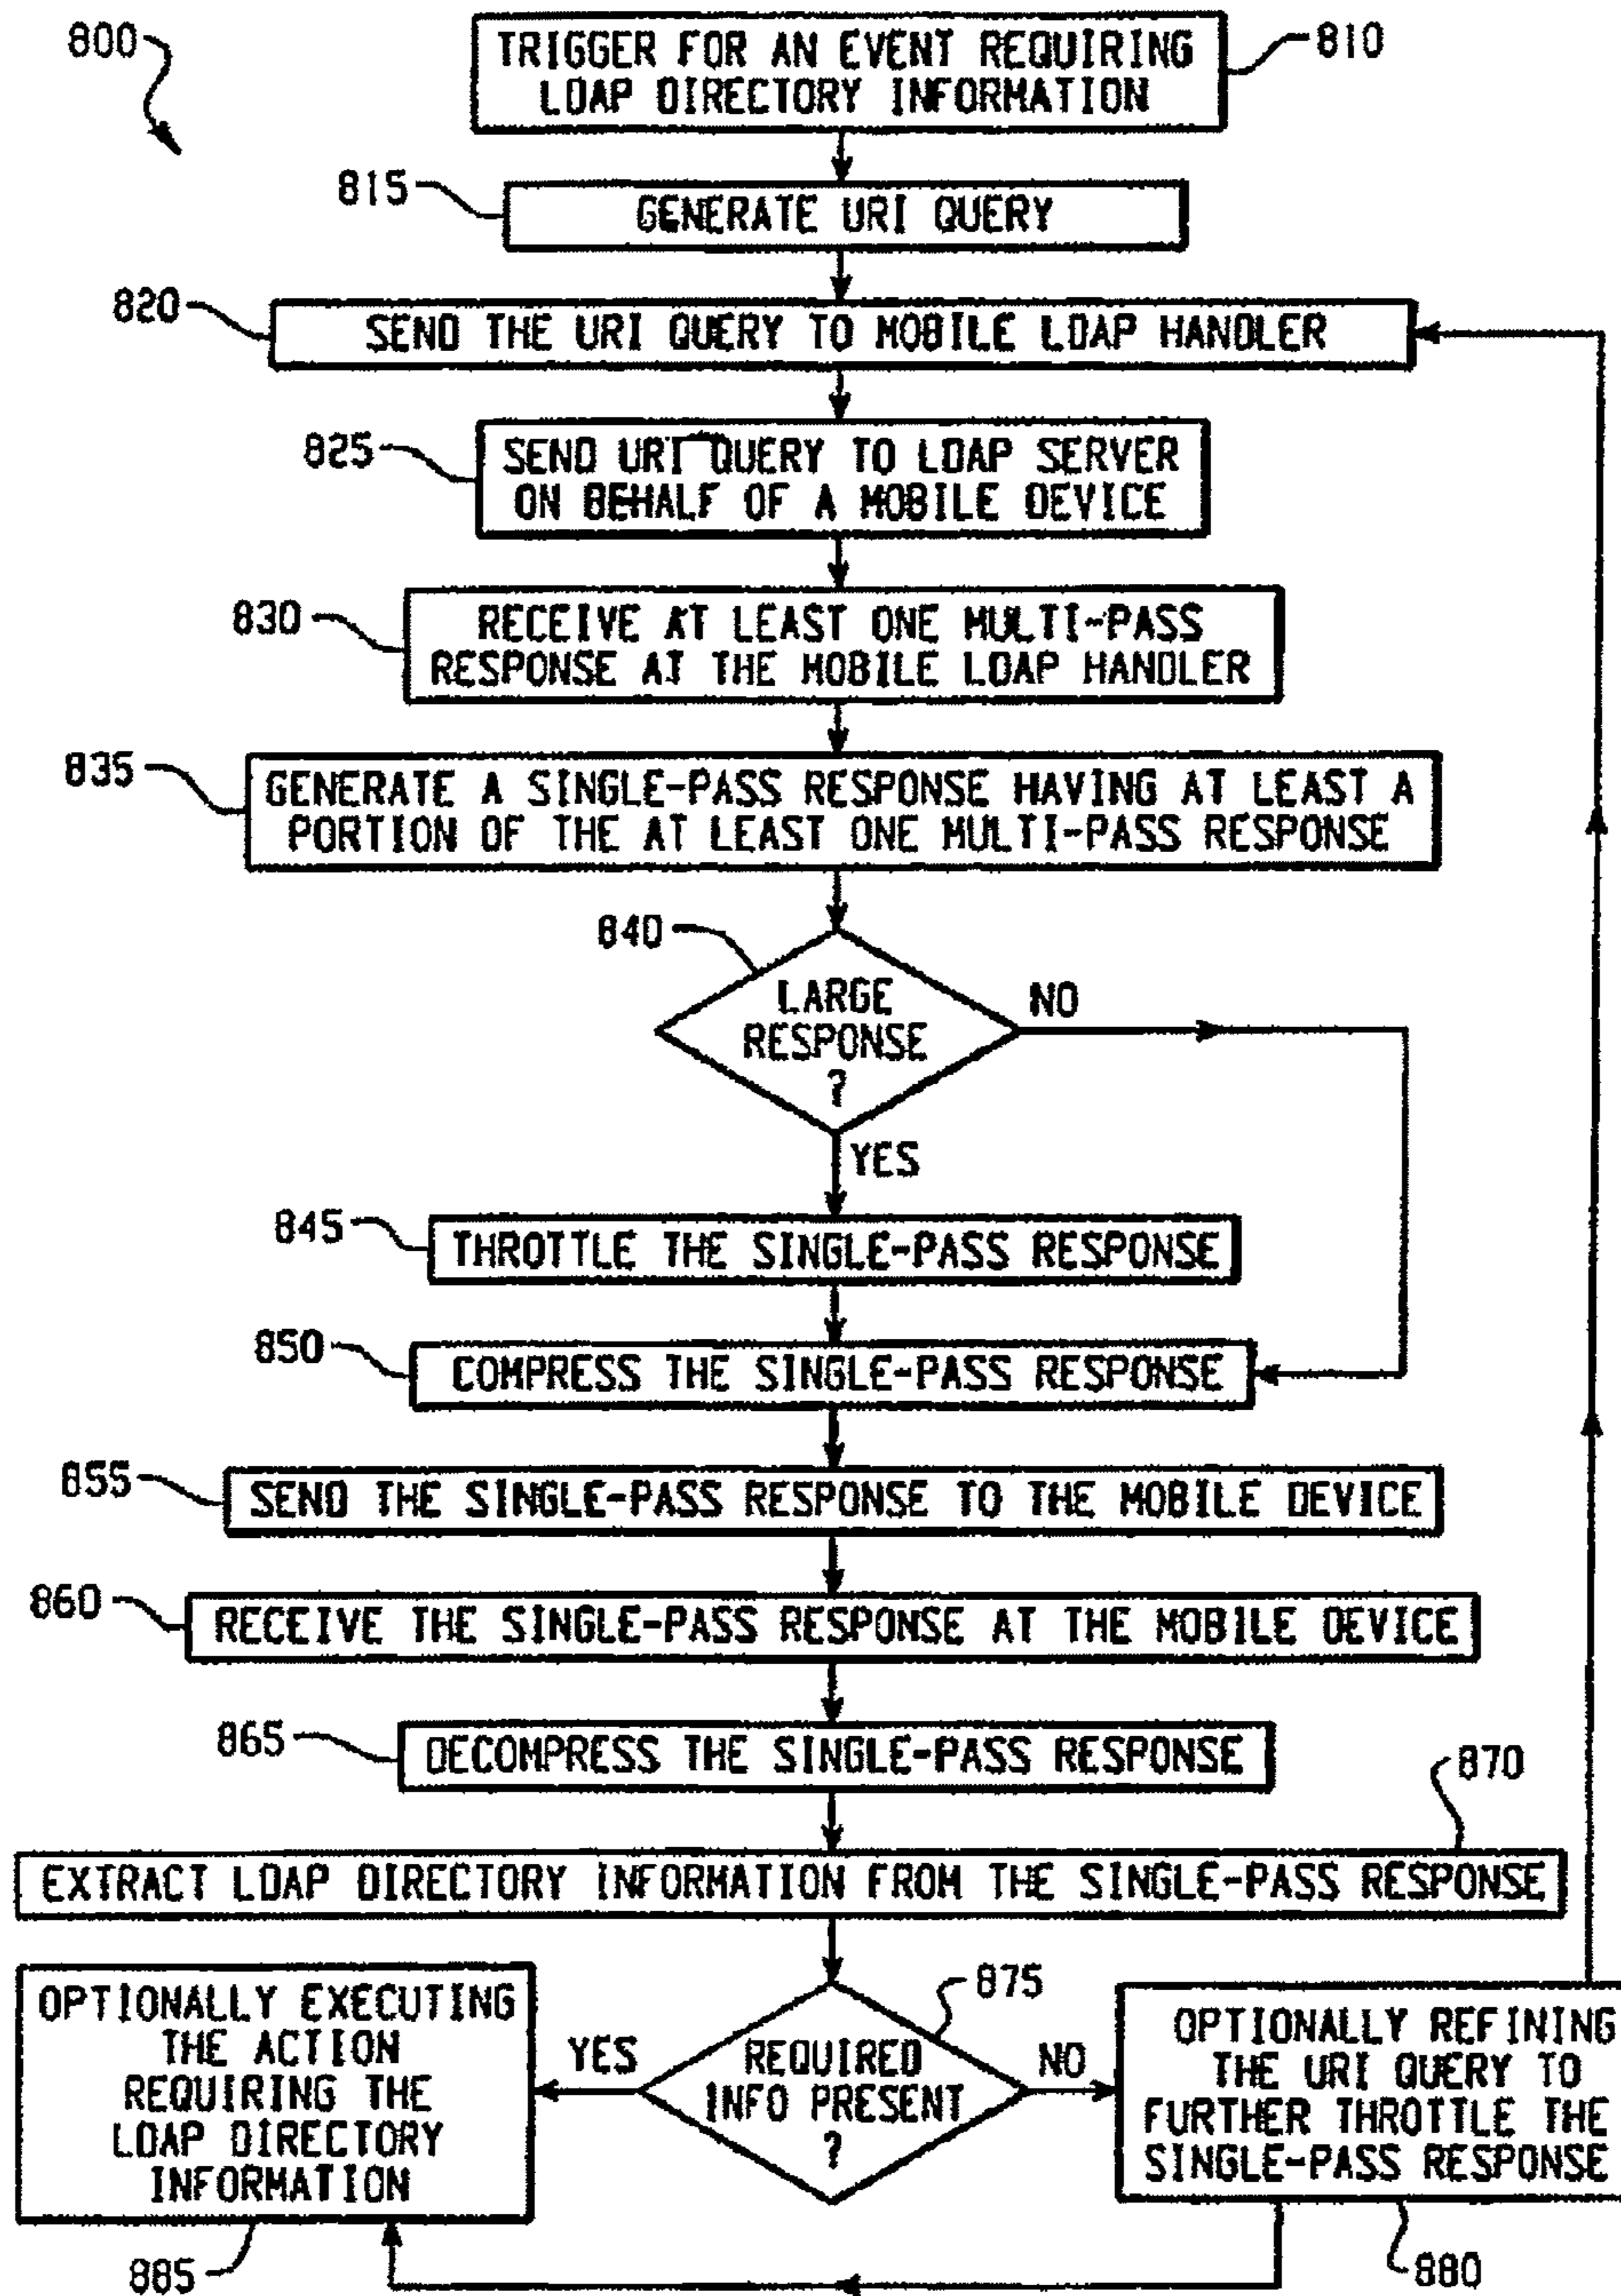 800
TRIGGER FOR AN EVENT REQUIRING
LDAP DIRECTORY INFORMATION
810
815
GENERATE URI QUERY
820
SEND THE URI QUERY TO MOBILE LDAP HANDLER
825
SEND URI QUERY TO LDAP SERVER
ON BEHALF OF A MOBILE DEVICE
830
RECEIVE AT LEAST ONE MULTI-PASS
RESPONSE AT THE MOBILE LDAP HANDLER
835
GENERATE A SINGLE-PASS RESPONSE HAVING AT LEAST A
PORTION OF THE AT LEAST ONE MULTI-PASS RESPONSE
840
LARGE
RESPONSE
?
NO
YES
845
THROTTLE THE SINGLE-PASS RESPONSE
850
COMPRESS THE SINGLE-PASS RESPONSE
855
SEND THE SINGLE-PASS RESPONSE TO THE MOBILE DEVICE
860
RECEIVE THE SINGLE-PASS RESPONSE AT THE MOBILE DEVICE
865
DECOMPRESS THE SINGLE-PASS RESPONSE
870
EXTRACT LDAP DIRECTORY INFORMATION FROM THE SINGLE-PASS RESPONSE
875
REQUIRED
INFO PRESENT
?
YES
NO
OPTIONALLY EXECUTING
THE ACTION
REQUIRING THE
LDAP DIRECTORY
INFORMATION
885
OPTIONALLY REFINING
THE URI QUERY TO
FURTHER THROTTLE THE
SINGLE-PASS RESPONSE
880